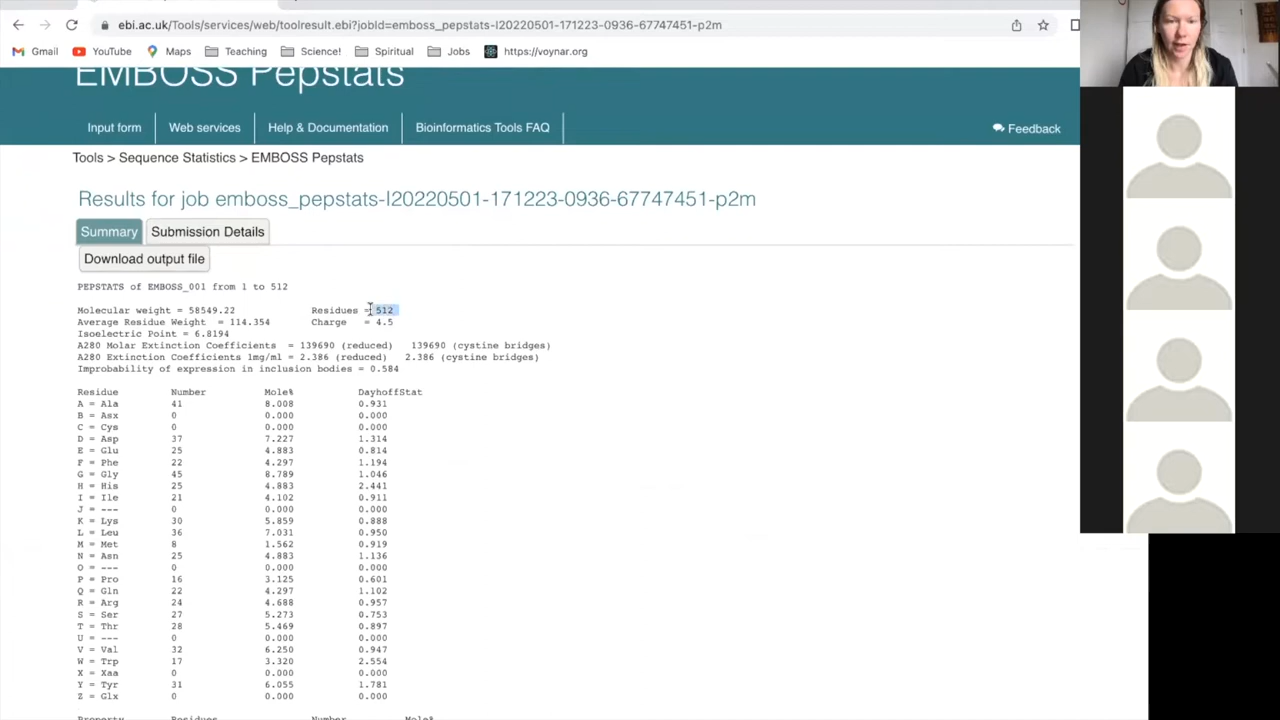 ebi.ac.uk/Tools/services/web/toolresult.ebi?jobId=emboss_pepstats-I20220501-171223-0936-67747451-p2m
Gmail YouTube Maps Teaching Science! Spiritual Jobs https://voynar.org
EMBOSS Pepstats
Input form Web services Help & Documentation Bioinformatics Tools FAQ Feedback
Tools > Sequence Statistics > EMBOSS Pepstats
Results for job emboss_pepstats-I20220501-171223-0936-67747451-p2m
Summary Submission Details
Download output file
PEPSTATS of EMBOSS_001 from 1 to 512
Molecular weight = 58549.22 Residues = 512
Average Residue Weight = 114.354 Charge = 4.5
Isoelectric Point = 6.8194
A280 Molar Extinction Coefficients = 139690 (reduced) 139690 (cystine bridges)
A280 Extinction Coefficients 1mg/ml = 2.386 (reduced) 2.386 (cystine bridges)
Improbability of expression in inclusion bodies = 0.584
Residue Number Mole% DayhoffStat
A = Ala 41 8.008 0.931
B = Asx 0 0.000 0.000
C = Cys 0 0.000 0.000
D = Asp 37 7.227 1.314
E = Glu 25 4.883 0.814
F = Phe 22 4.297 1.194
G = Gly 45 8.789 1.046
H = His 25 4.883 2.441
I = Ile 21 4.102 0.911
J = --- 0 0.000 0.000
K = Lys 30 5.859 0.888
L = Leu 36 7.031 0.950
M = Met 8 1.562 0.919
N = Asn 25 4.883 1.136
O = --- 0 0.000 0.000
P = Pro 16 3.125 0.601
Q = Gln 22 4.297 1.102
R = Arg 24 4.688 0.957
S = Ser 27 5.273 0.753
T = Thr 28 5.469 0.897
U = --- 0 0.000 0.000
V = Val 32 6.250 0.947
W = Trp 17 3.320 2.554
X = Xaa 0 0.000 0.000
Y = Tyr 31 6.055 1.781
Z = Glx 0 0.000 0.000
Property Residues Number Mole%